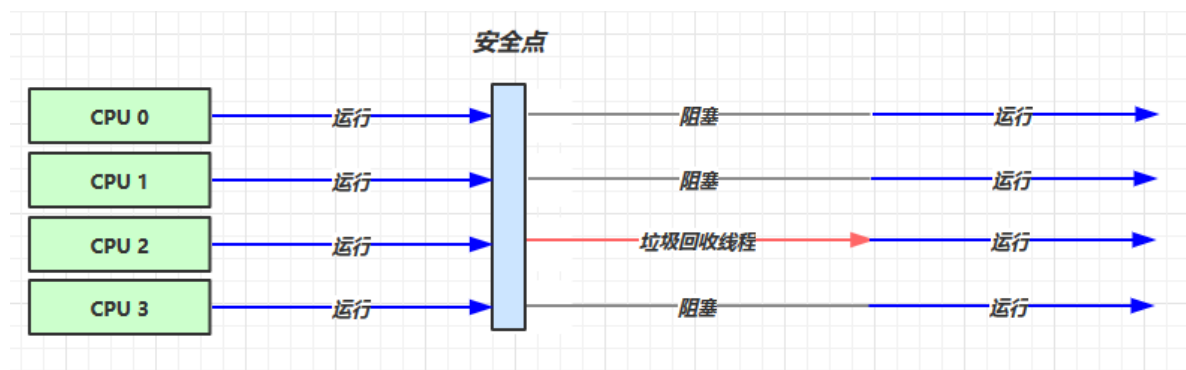 安全点
CPU 0 运行 阻塞 运行
CPU 1 运行 阻塞 运行
CPU 2 运行 垃圾回收线程 运行
CPU 3 运行 阻塞 运行